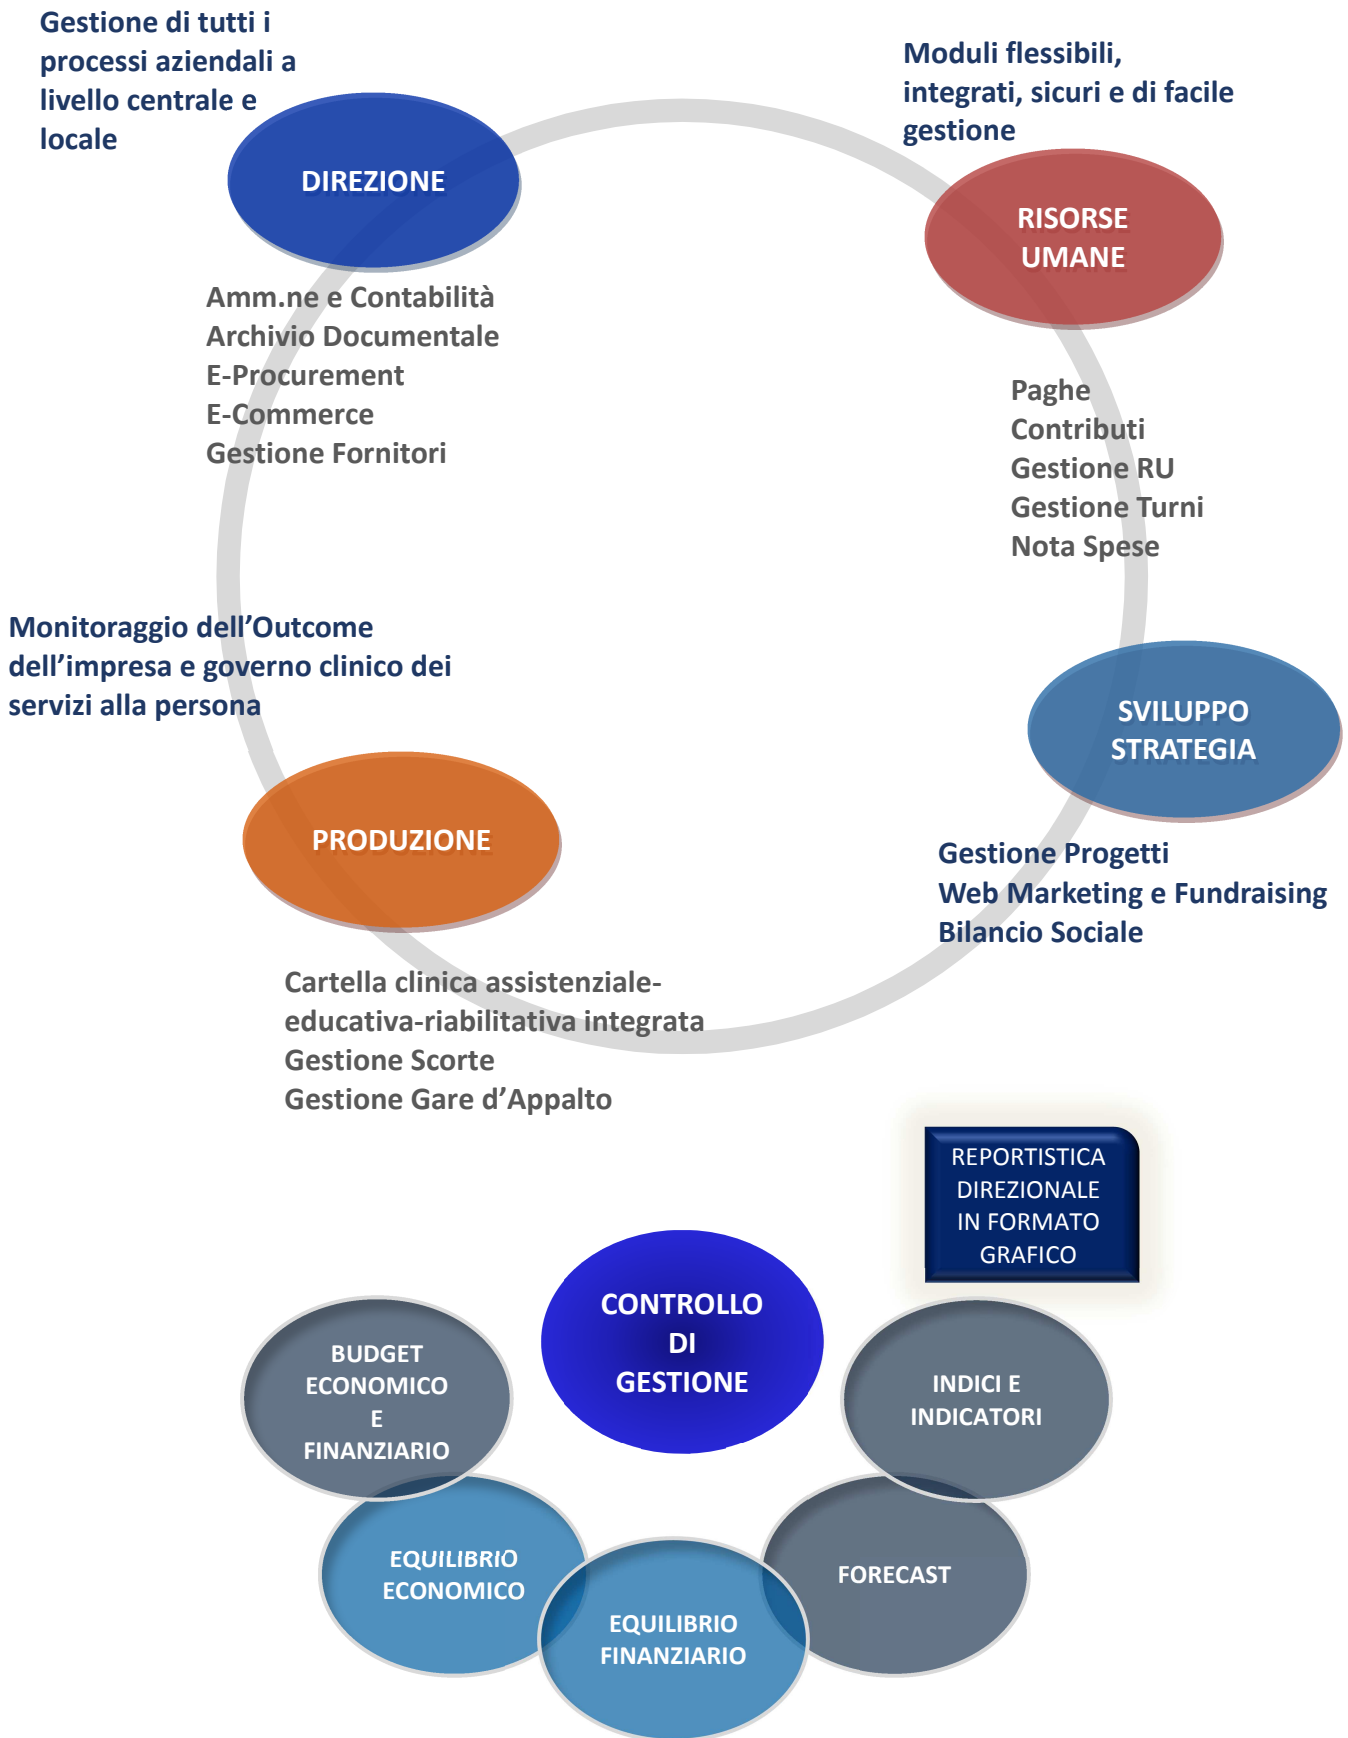 Gestione di tutti i
processi aziendali a
livello centrale e
locale
DIREZIONE
Amm.ne e Contabilità
Archivio Documentale
E-Procurement
E-Commerce
Gestione Fornitori
Moduli flessibili,
integrati, sicuri e di facile
gestione
RISORSE
UMANE
Paghe
Contributi
Gestione RU
Gestione Turni
Nota Spese
Monitoraggio dell’Outcome
dell’impresa e governo clinico dei
servizi alla persona
PRODUZIONE
Cartella clinica assistenziale-
educativa-riabilitativa integrata
Gestione Scorte
Gestione Gare d’Appalto
SVILUPPO
STRATEGIA
Gestione Progetti
Web Marketing e Fundraising
Bilancio Sociale
REPORTISTICA
DIREZIONALE
IN FORMATO
GRAFICO
CONTROLLO
DI
GESTIONE
BUDGET
ECONOMICO
E
FINANZIARIO
EQUILIBRIO
ECONOMICO
EQUILIBRIO
FINANZIARIO
FORECAST
INDICI E
INDICATORI